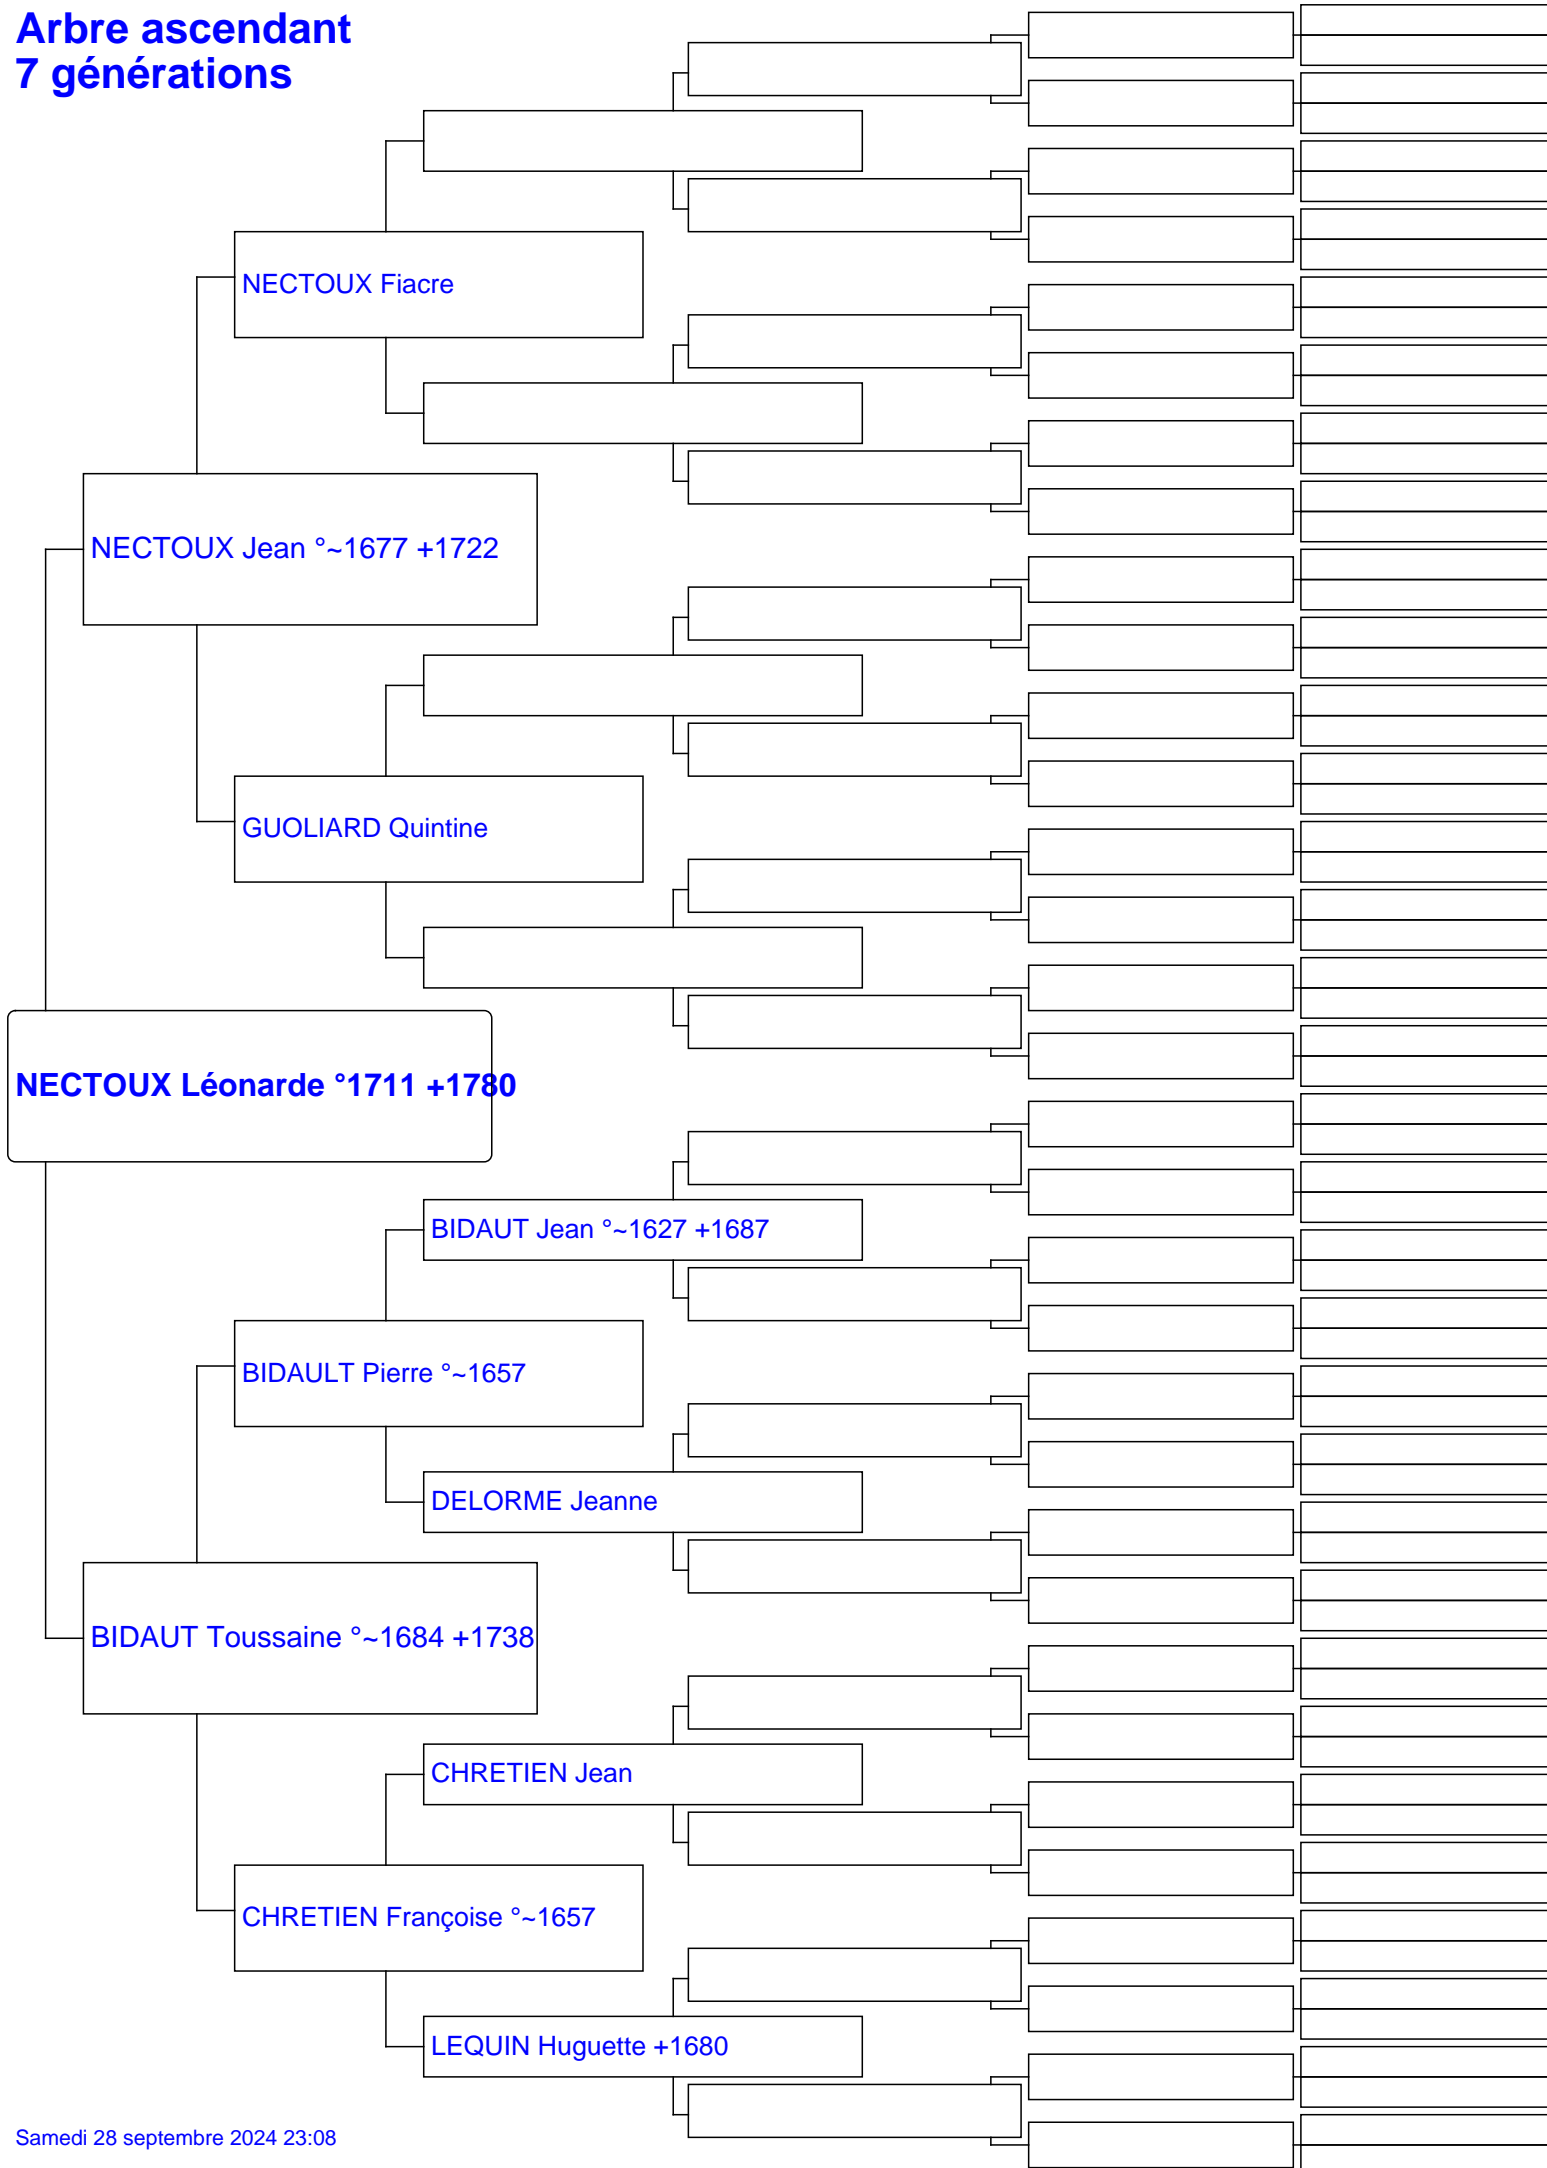 Arbre ascendant
7 générations
NECTOUX Fiacre
NECTOUX Jean °~1677 +1722
GUOLIARD Quintine
NECTOUX Léonarde °1711 +1780
BIDAUT Jean °~1627 +1687
BIDAULT Pierre °~1657
DELORME Jeanne
BIDAUT Toussaine °~1684 +1738
CHRETIEN Jean
CHRETIEN Françoise °~1657
LEQUIN Huguette +1680
Samedi 28 septembre 2024 23:08